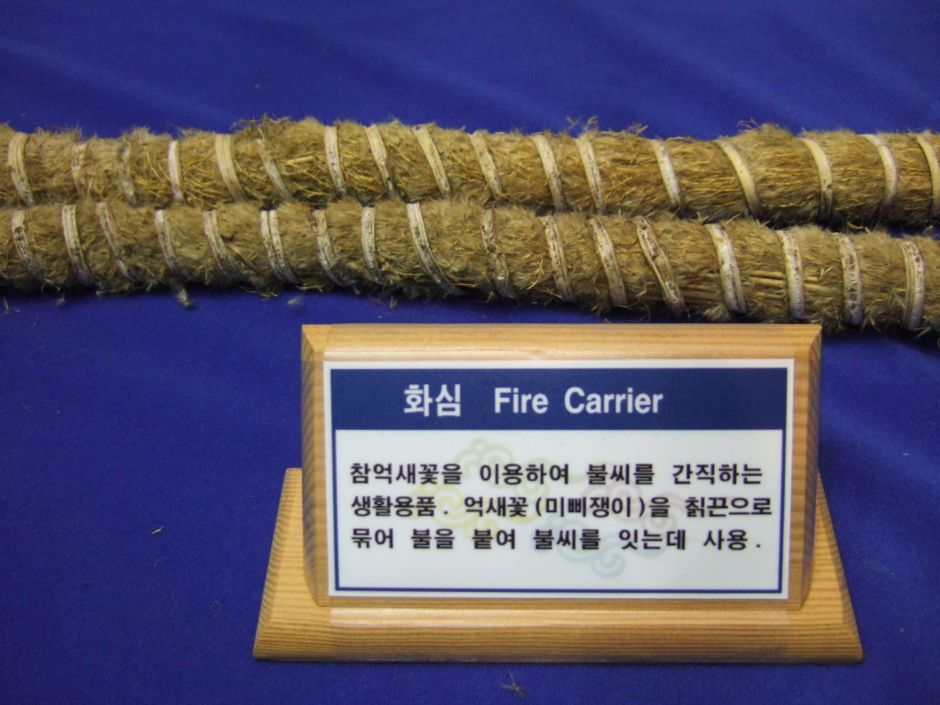 화심 Fire Carrier
참억새꽃을 이용하여 불씨를 간직하는
생활용품. 억새꽃(미삐쟁이)을 칡끈으로
묶어 불을 붙여 불씨를 잇는데 사용.